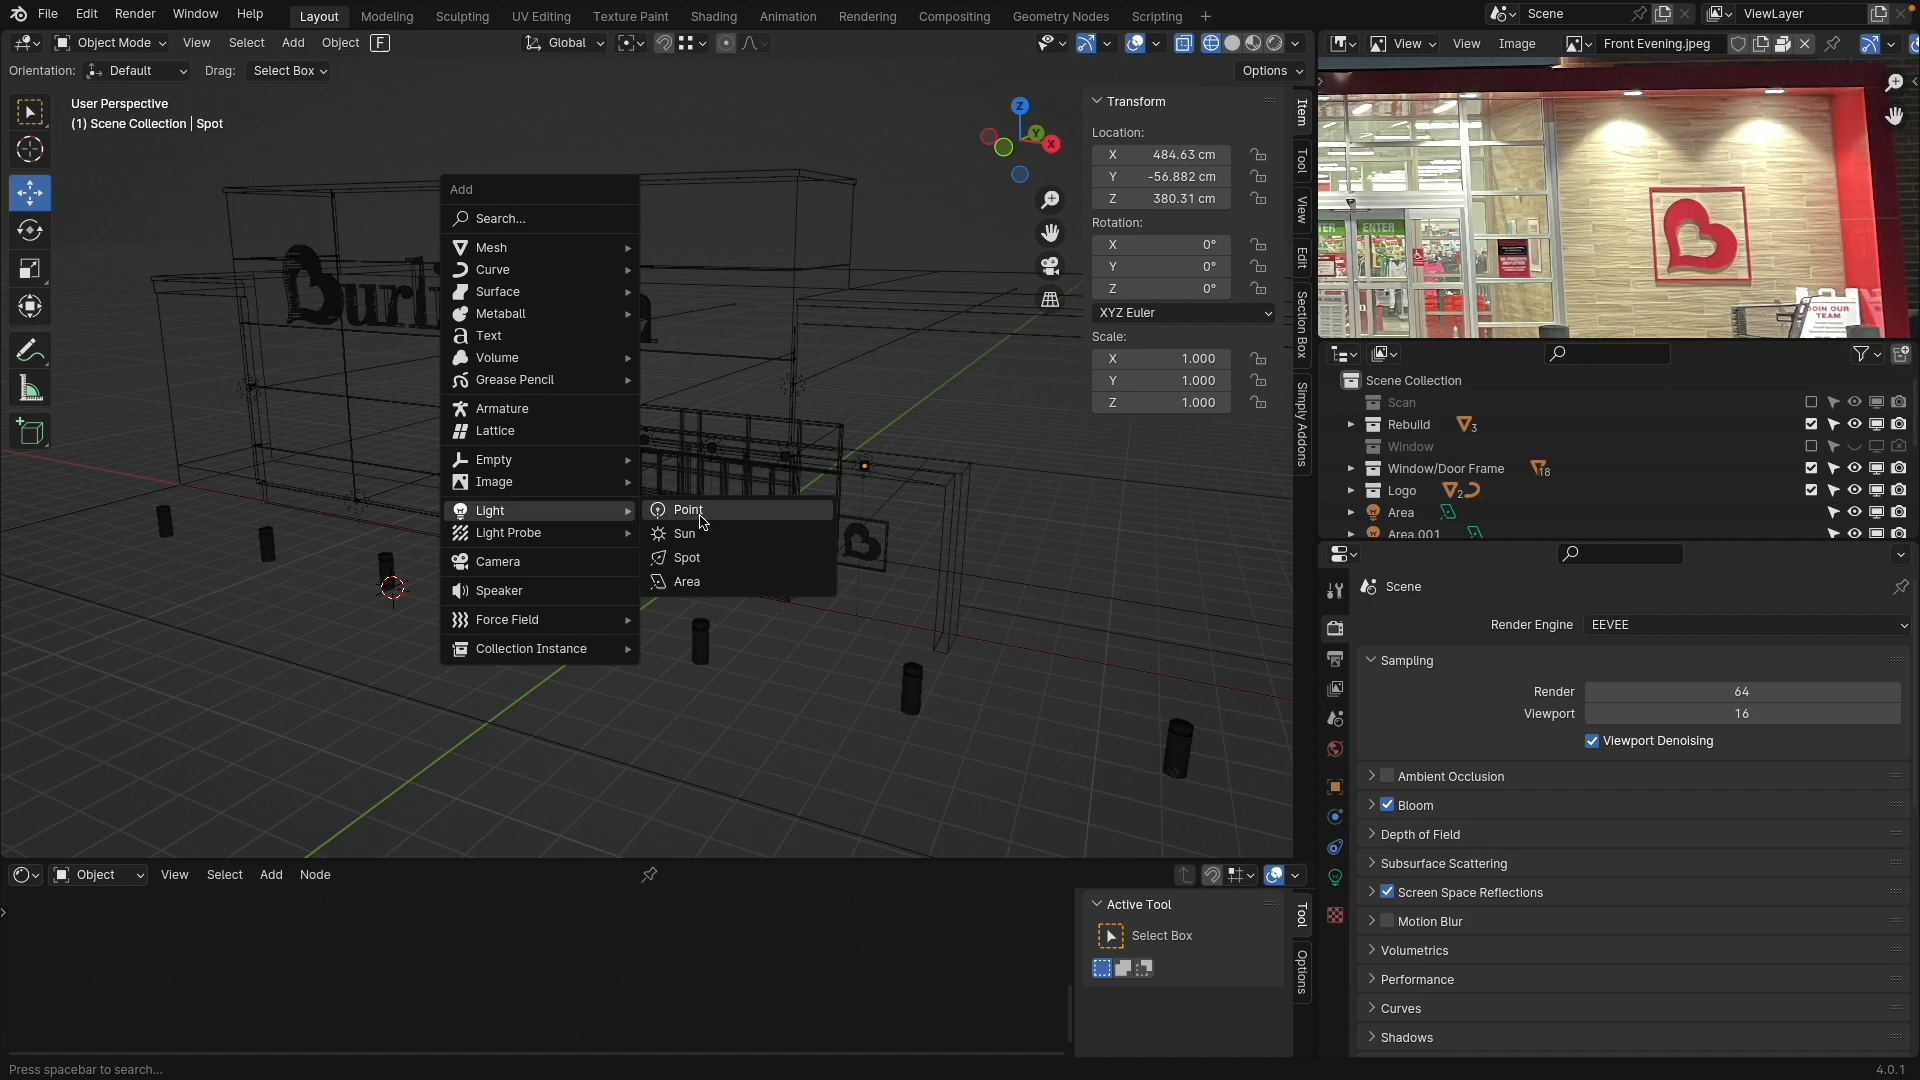 File Edit Render Window Help Layout Modeling Sculpting UV Editing Texture Paint Shading Animation Rendering Compositing Geometry Nodes Scripting + Scene ViewLayer
Object Mode View Select Add Object F Global View View Image Front Evening.jpeg
Orientation: Default Drag: Select Box Options
User Perspective
(1) Scene Collection | Spot
Z
Y
X
Add
Search...
Mesh
Curve
Surface
Metaball
Text
Volume
Grease Pencil
Armature
Lattice
Empty
Image
Light
Light Probe
Camera
Speaker
Force Field
Collection Instance
Point
Sun
Spot
Area
Transform
Location:
X 484.63 cm
Y -56.882 cm
Z 380.31 cm
Rotation:
X 0°
Y 0°
Z 0°
XYZ Euler
Scale:
X 1.000
Y 1.000
Z 1.000
Item
Tool
View
Edit
Section Box
Simply Addons
ENTER
JOIN OUR
TEAM
Scene Collection
Scan
Rebuild 3
Window
Window/Door Frame 18
Logo 2
Area
Area.001
Scene
Render Engine EEVEE
Sampling
Render 64
Viewport 16
Viewport Denoising
Ambient Occlusion
Bloom
Depth of Field
Subsurface Scattering
Screen Space Reflections
Motion Blur
Volumetrics
Performance
Curves
Shadows
Object View Select Add Node
Active Tool
Select Box
Tool
Options
Press spacebar to search...
4.0.1